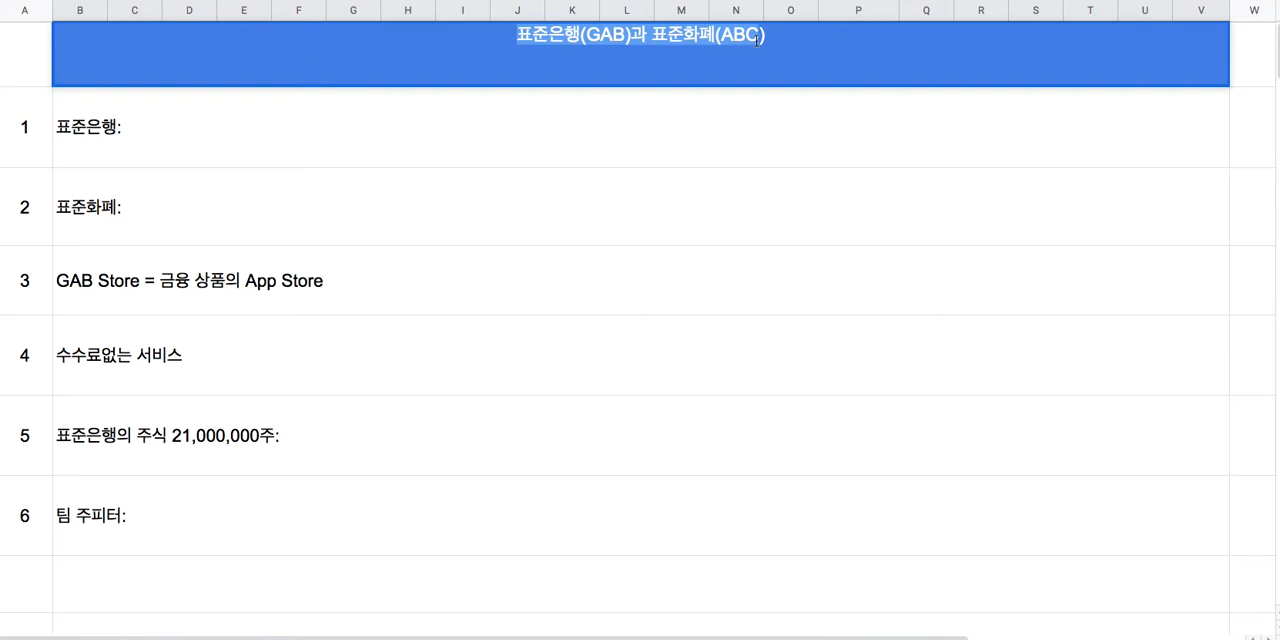 A B C D E F G H I J K L M N O P Q R S T U V W
표준은행(GAB)과 표준화폐(ABC)
1 표준은행:
2 표준화폐:
3 GAB Store = 금융 상품의 App Store
4 수수료없는 서비스
5 표준은행의 주식 21,000,000주:
6 팀 주피터: